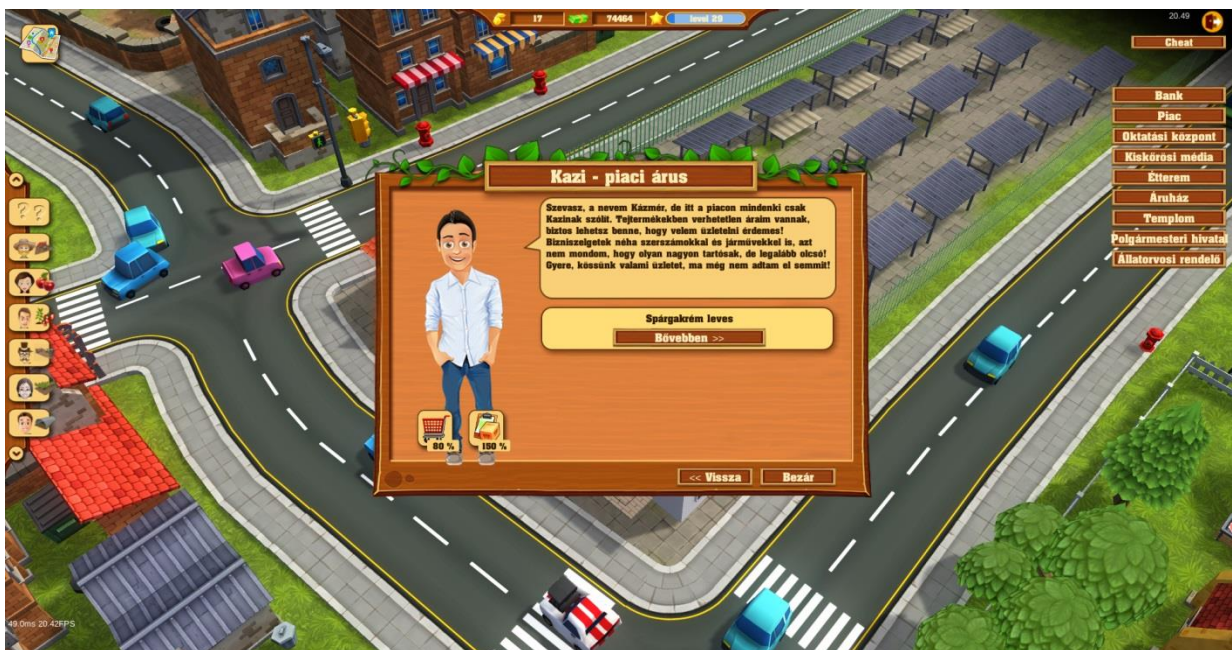 17
74464
level 29
20.49
Cheat
Bank
Piac
Oktatási központ
Kiskőrösi média
Étterem
Áruház
Templom
Polgármesteri hivatal
Állatorvosi rendelő
Kazi - piaci árus
Szevasz, a nevem Kázmér, de itt a piacon mindenki csak
Kazinak szólít. Tejtermékekben verhetetlen áraim vannak,
biztos lehetsz benne, hogy velem üzletelni érdemes!
Bizniszelgetek néha szerszámokkal és járművekkel is, azt
nem mondom, hogy olyan nagyon tartósak, de legalább olcsó!
Gyere, kössünk valami üzletet, ma még nem adtam el semmit!
Spárgakrém leves
Bővebben >>
? ?
80 %
150 %
<< Vissza
Bezár
49.0ms 20.42FPS